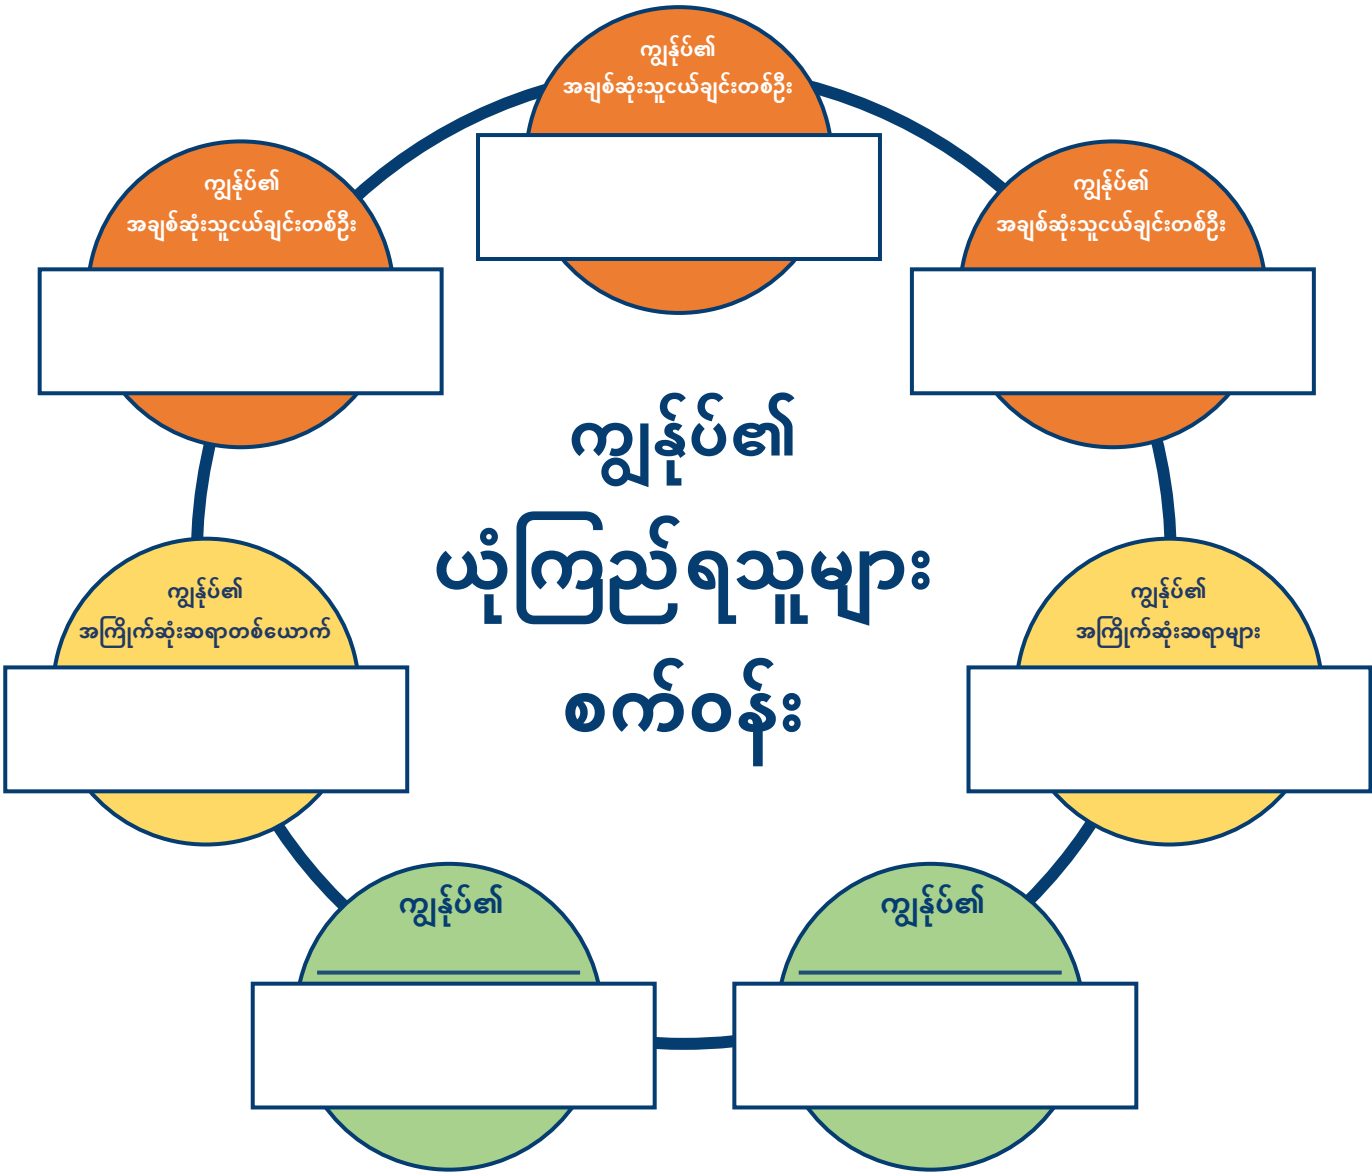 ကျွန်ုပ်၏
အချစ်ဆုံးသူငယ်ချင်းတစ်ဦး
ကျွန်ုပ်၏
အချစ်ဆုံးသူငယ်ချင်းတစ်ဦး
ကျွန်ုပ်၏
အချစ်ဆုံးသူငယ်ချင်းတစ်ဦး
ကျွန်ုပ်၏
ယုံကြည်ရသူများ
စက်ဝန်း
ကျွန်ုပ်၏
အကြိုက်ဆုံးဆရာတစ်ယောက်
ကျွန်ုပ်၏
အကြိုက်ဆုံးဆရာများ
ကျွန်ုပ်၏
ကျွန်ုပ်၏